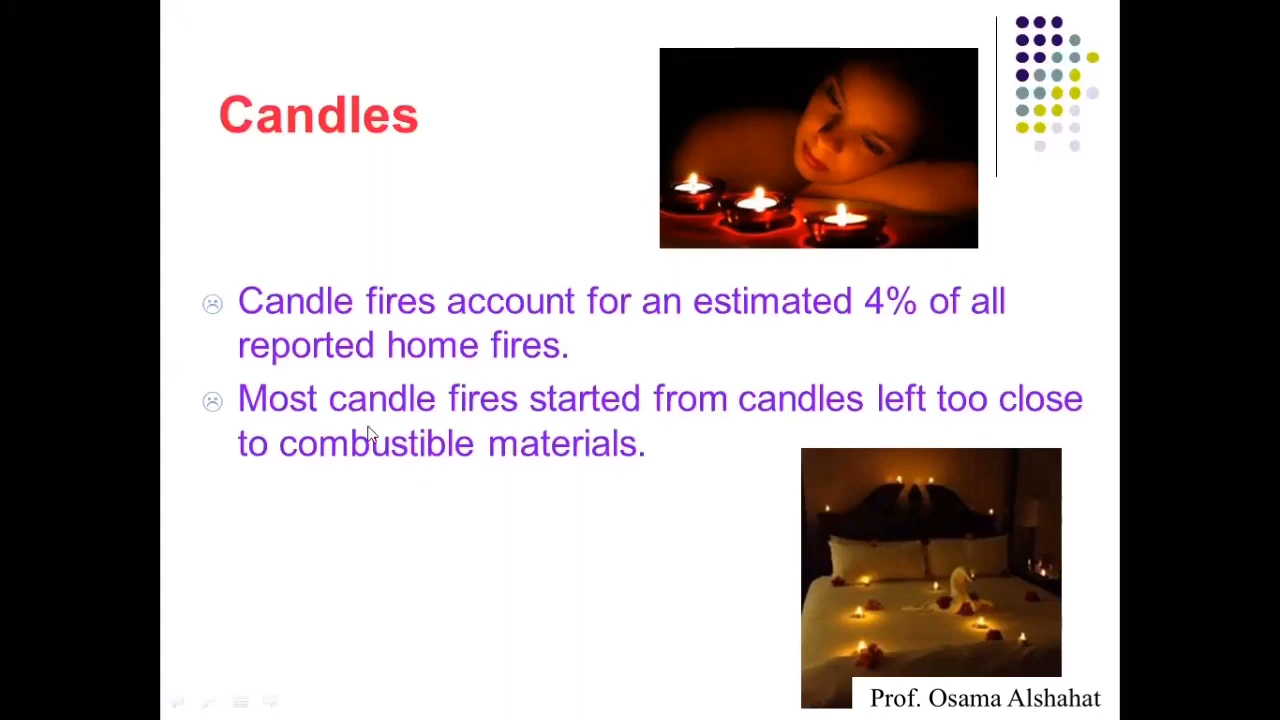 Candles
Candle fires account for an estimated 4% of all
reported home fires.
Most candle fires started from candles left too close
to combustible materials.
Prof. Osama Alshahat